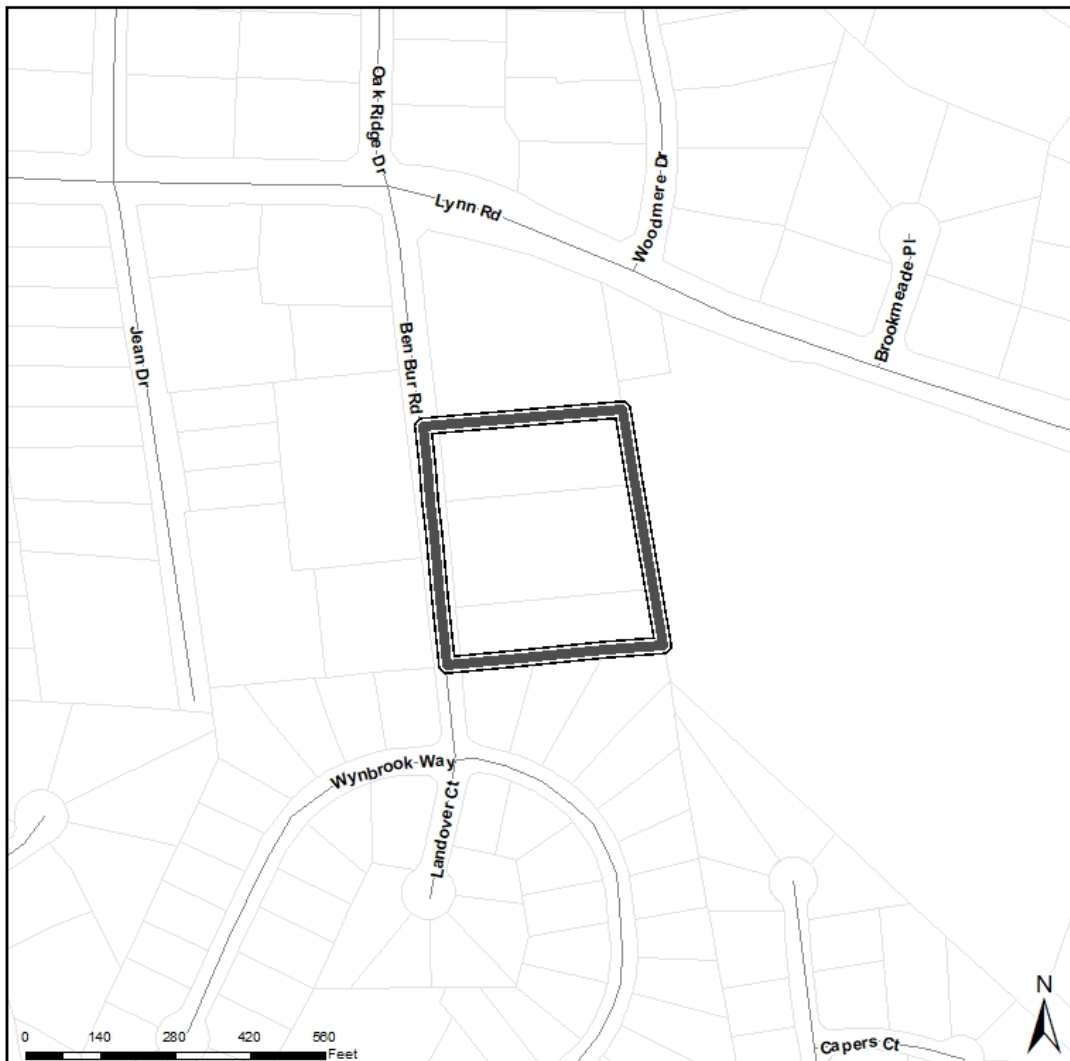 Oak Ridge Dr
Lynn Rd
Woodmere Dr
Brookmeade Pl
Jean Dr
Ben Bur Rd
Wynbrook Way
Landover Ct
N
0 140 280 420 560
Feet
Capers Ct